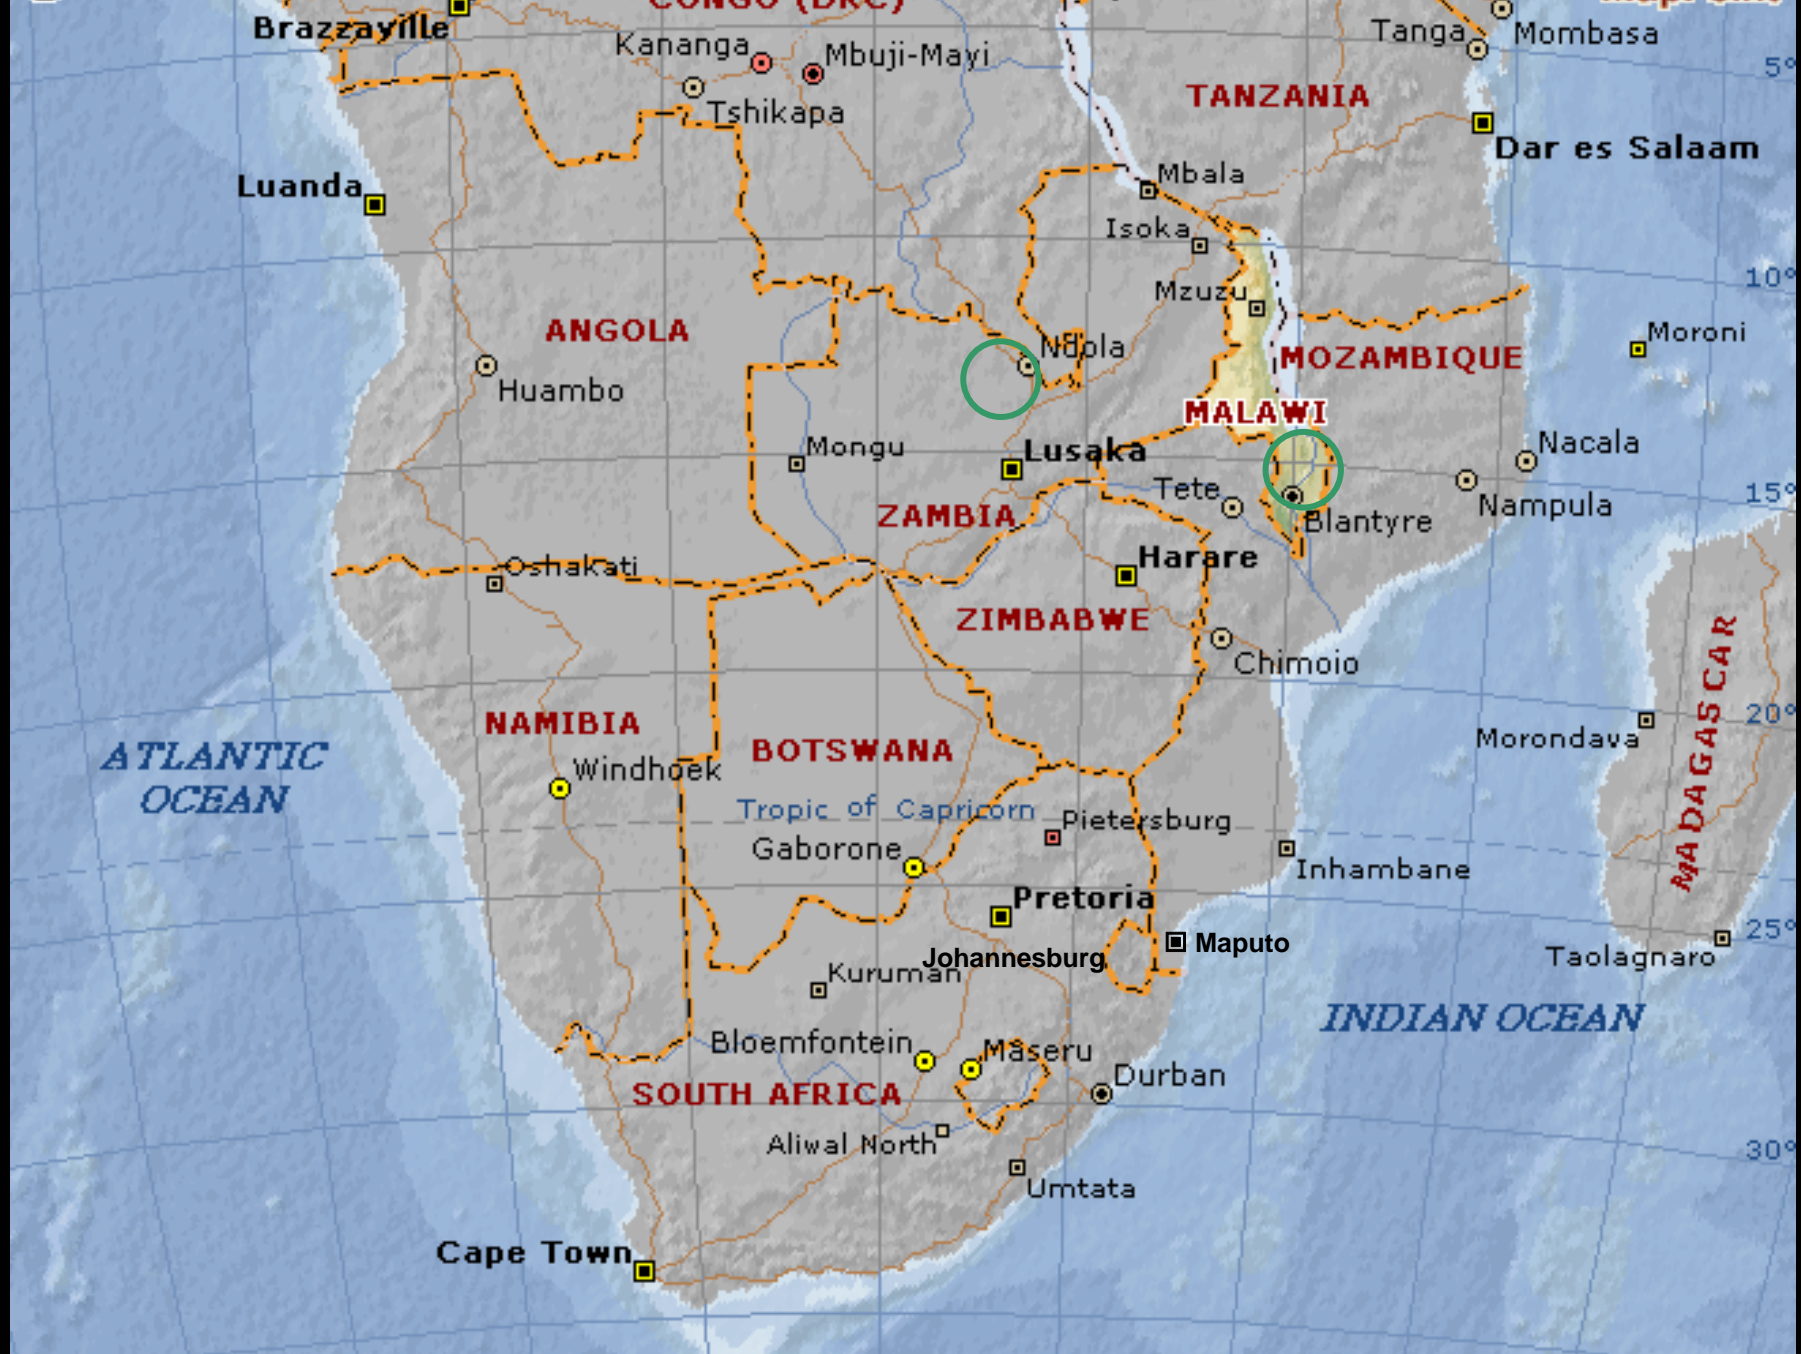 CONGO (DRC)
Brazzaville
Kananga
Mbuji-Mayi
Tshikapa
Tanga
Mombasa
5°
TANZANIA
Dar es Salaam
Luanda
Mbala
Isoka
10°
Mzuzu
ANGOLA
Ndola
MOZAMBIQUE
Moroni
Huambo
MALAWI
Mongu
Lusaka
Nacala
Tete
15°
Nampula
ZAMBIA
Blantyre
Oshakati
Harare
ZIMBABWE
Chimoio
NAMIBIA
20°
Morondava
MADAGASCAR
ATLANTIC
OCEAN
BOTSWANA
Windhoek
Tropic of Capricorn
Pietersburg
Gaborone
Inhambane
Pretoria
25°
Maputo
Johannesburg
Taolagnaro
Kuruman
INDIAN OCEAN
Bloemfontein
Maseru
Durban
SOUTH AFRICA
Aliwal North
30°
Umtata
Cape Town